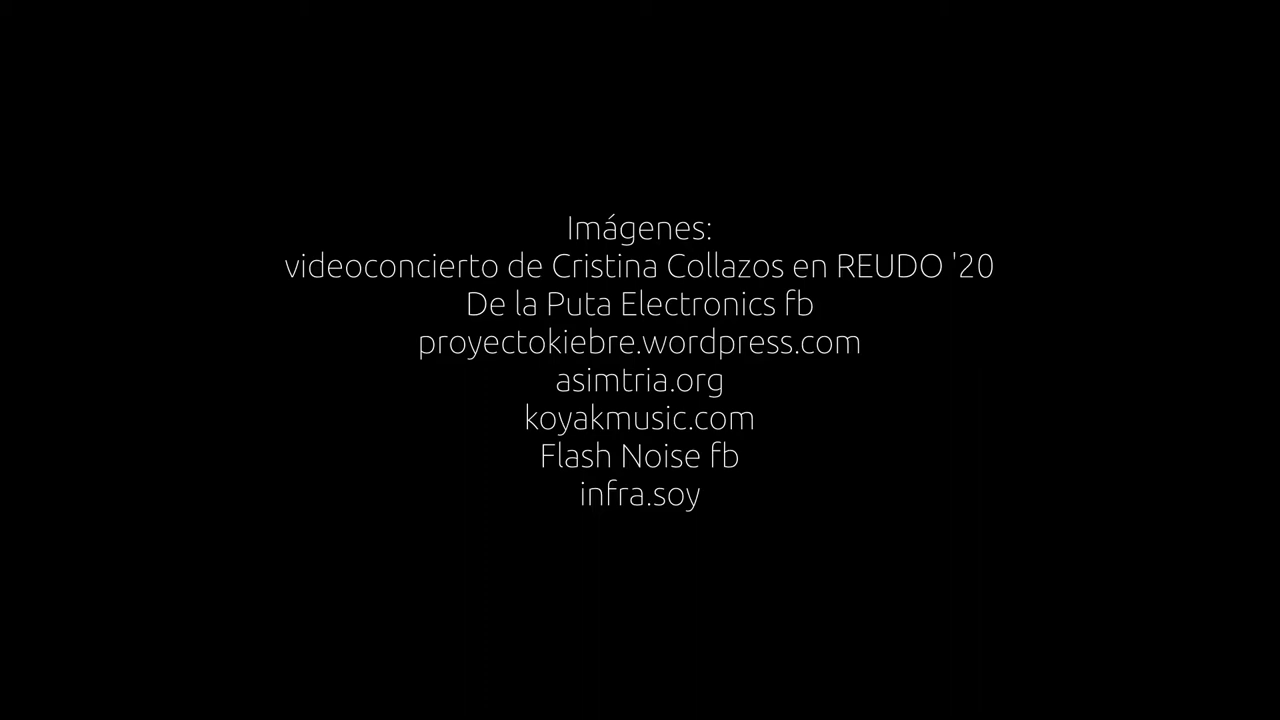 Imágenes:
videoconcierto de Cristina Collazos en REUDO '20
De la Puta Electronics fb
proyectokiebre.wordpress.com
asimtria.org
koyakmusic.com
Flash Noise fb
infra.soy